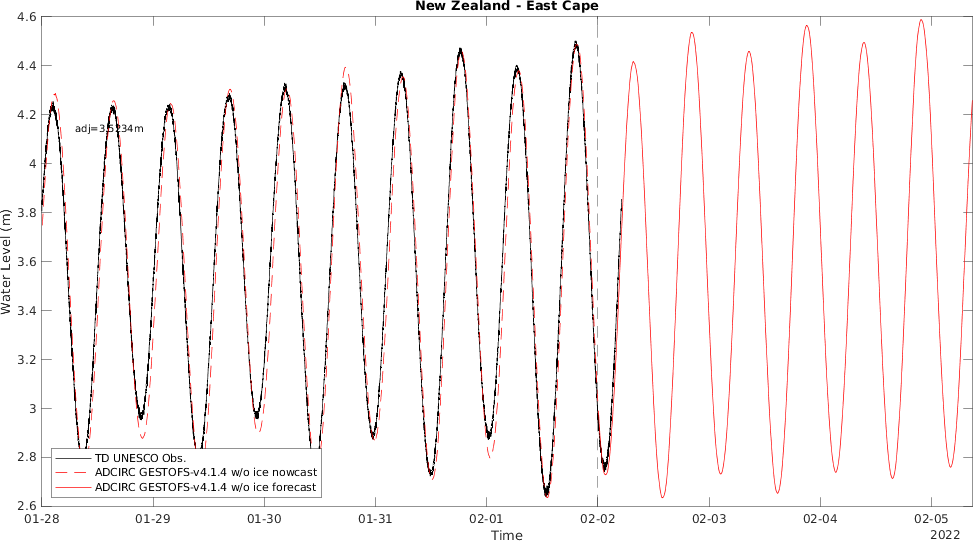 New Zealand - East Cape
4.6
4.4
4.2
4
3.8
3.6
3.4
3.2
3
2.8
2.6
Water Level (m)
adj=3.5234m
TD UNESCO Obs.
ADCIRC GESTOFS-v4.1.4 w/o ice nowcast
ADCIRC GESTOFS-v4.1.4 w/o ice forecast
01-28 01-29 01-30 01-31 02-01 02-02 02-03 02-04 02-05
Time
2022